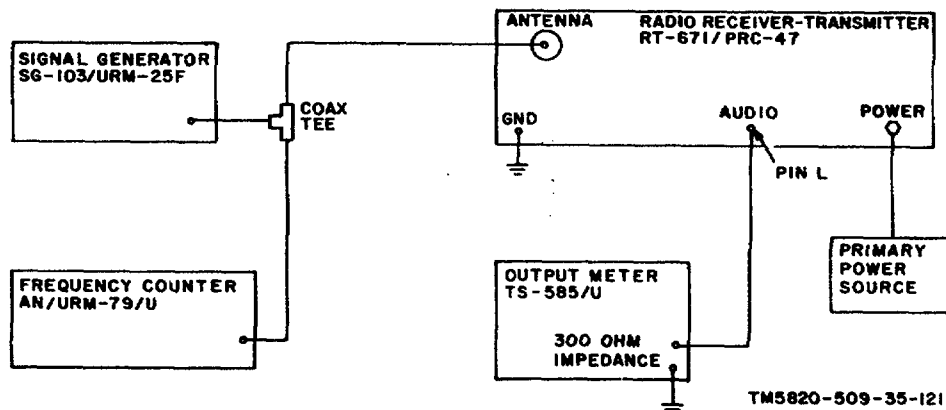 SIGNAL GENERATOR
SG-103/URM-25F
COAX
TEE
ANTENNA
RADIO RECEIVER-TRANSMITTER
RT-671/PRC-47
GND
AUDIO
POWER
PIN L
FREQUENCY COUNTER
AN/URM-79/U
OUTPUT METER
TS-585/U
300 OHM
IMPEDANCE
PRIMARY
POWER
SOURCE
TM5820-509-35-121